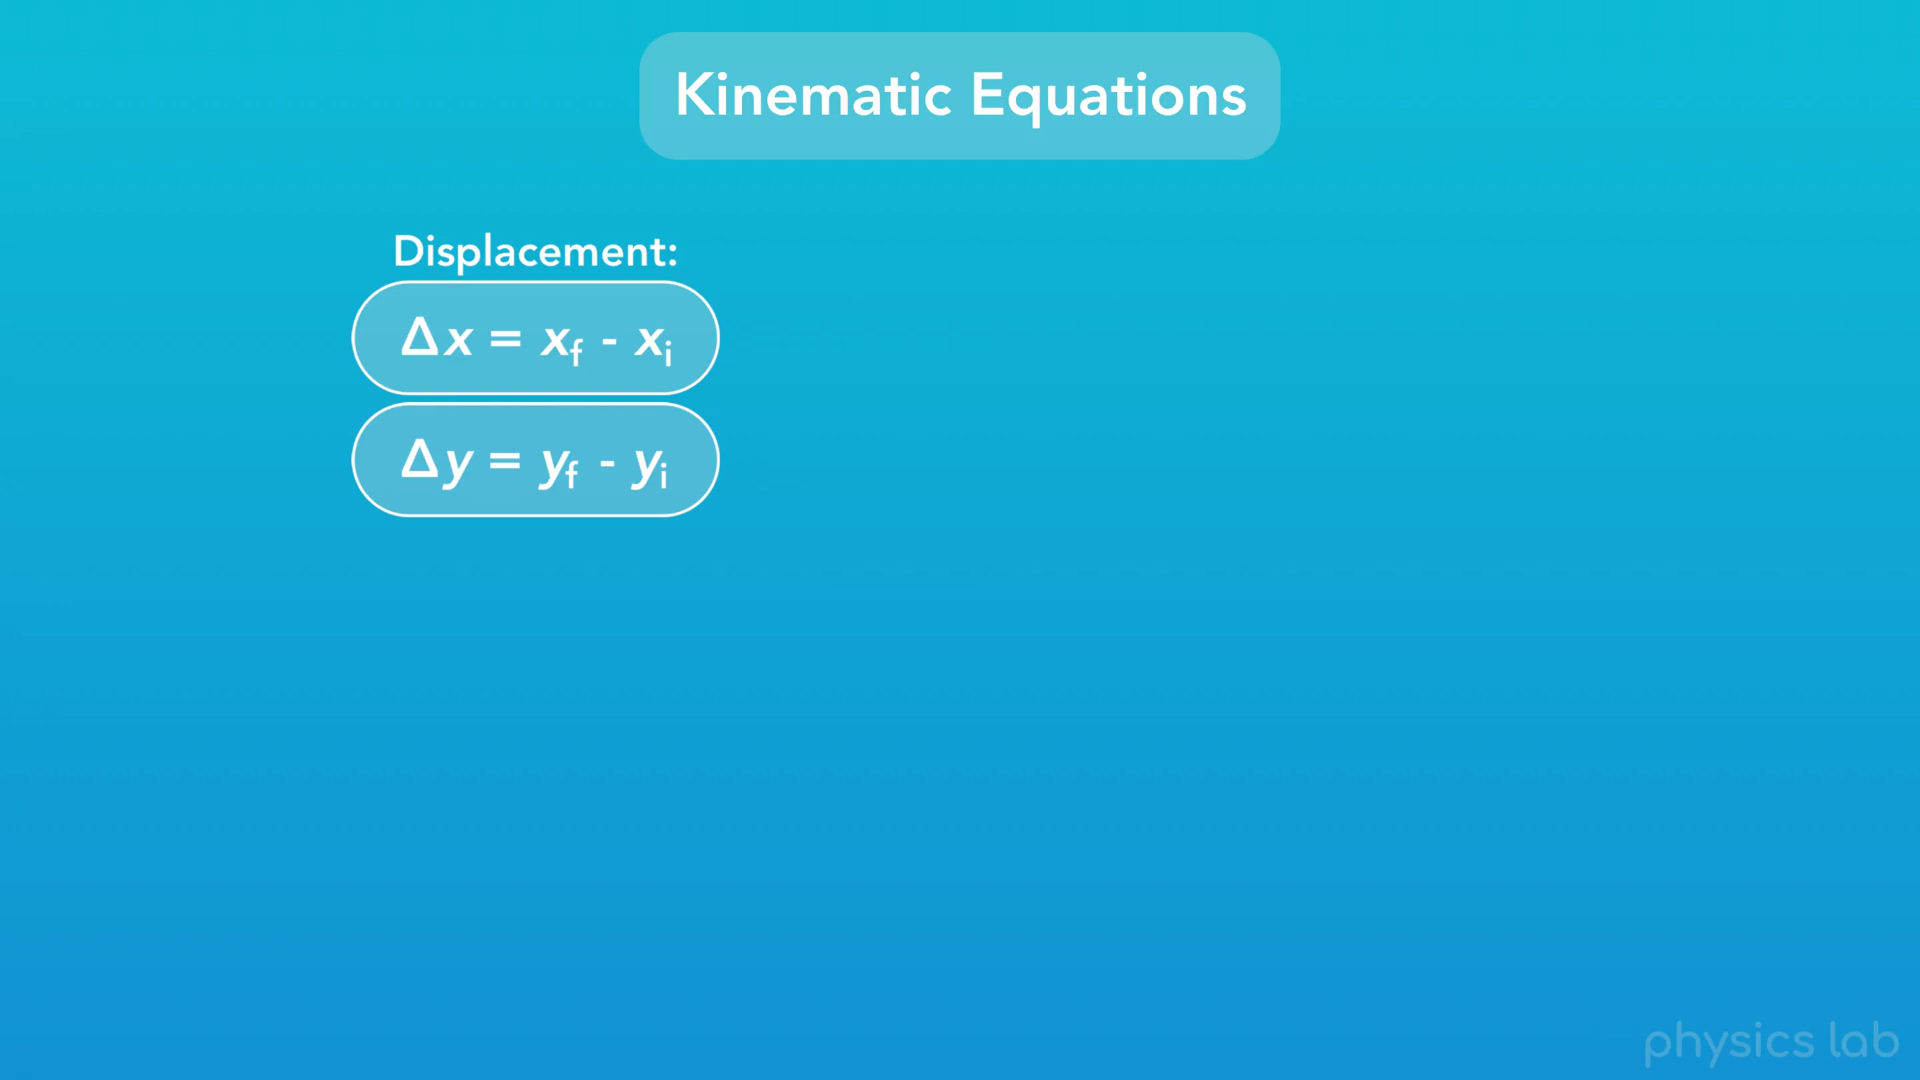 Kinematic Equations
Displacement:
Δx = xf - xi
Δy = yf - yi
physics lab